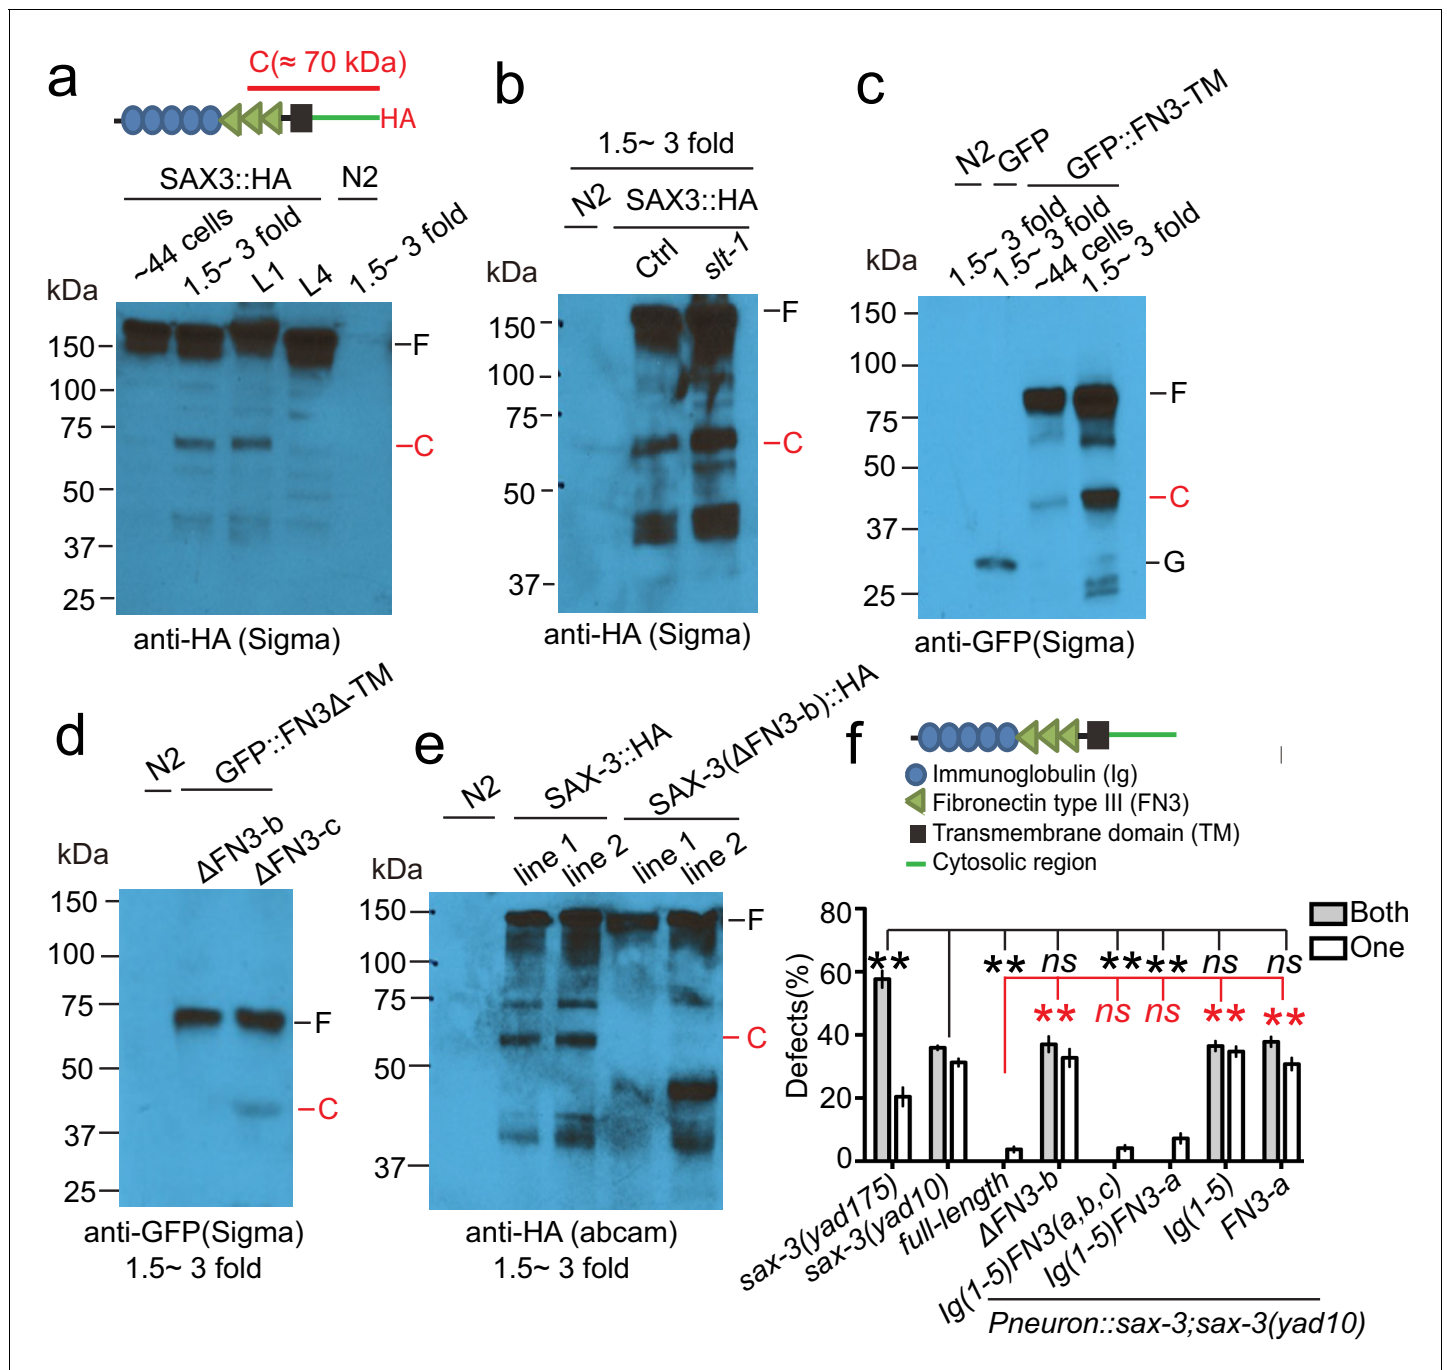 a
C(≈ 70 kDa)
HA
SAX3::HA
N2
~44 cells
1.5~ 3 fold
L1
L4
1.5~ 3 fold
kDa
150
100
75
50
37
25
F
C
anti-HA (Sigma)
b
1.5~ 3 fold
N2
SAX3::HA
Ctrl
slt-1
kDa
150
100
75
50
37
F
C
anti-HA (Sigma)
c
N2
GFP
GFP::FN3-TM
1.5~ 3 fold
1.5~ 3 fold
~44 cells
1.5~ 3 fold
kDa
150
100
75
50
37
25
F
C
G
anti-GFP(Sigma)
d
N2
GFP::FN3Δ-TM
ΔFN3-b
ΔFN3-c
kDa
150
100
75
50
37
25
F
C
anti-GFP(Sigma)
1.5~ 3 fold
e
N2
SAX-3::HA
SAX-3(ΔFN3-b)::HA
line 1
line 2
line 1
line 2
kDa
150
100
75
50
37
F
C
anti-HA (abcam)
1.5~ 3 fold
f
Immunoglobulin (Ig)
Fibronectin type III (FN3)
Transmembrane domain (TM)
Cytosolic region
Both
One
Defects(%)
80
60
40
20
0
** ** ns ** ** ns ns
** ns ns ** **
sax-3(yad175)
sax-3(yad10)
full-length
ΔFN3-b
Ig(1-5)FN3(a,b,c)
Ig(1-5)FN3-a
Ig(1-5)
FN3-a
Pneuron::sax-3;sax-3(yad10)